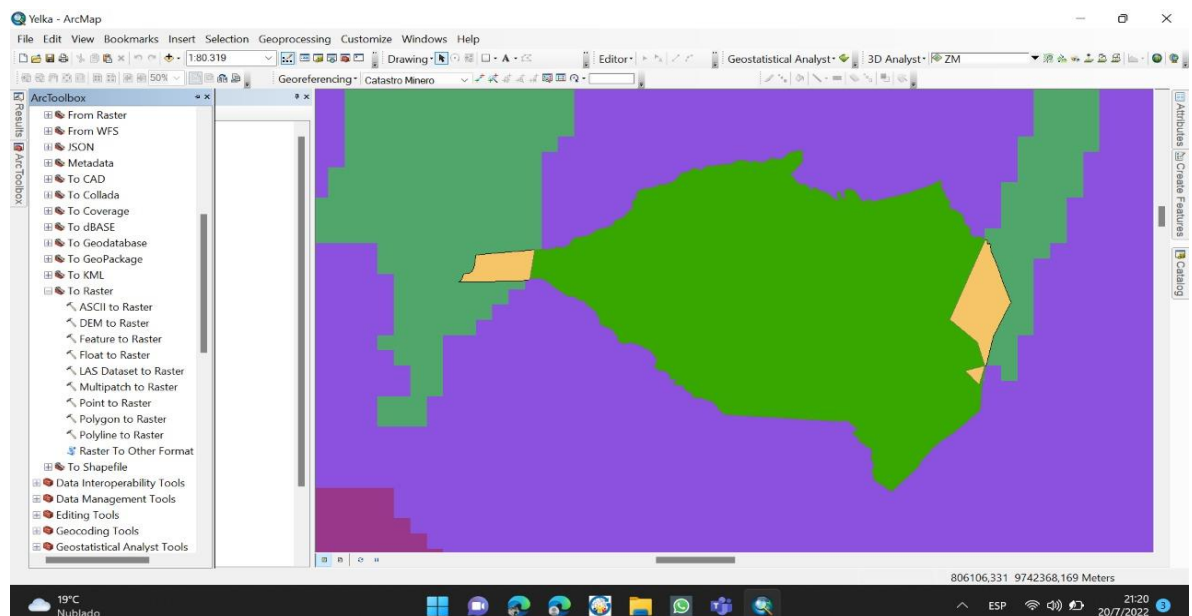 Yelka - ArcMap
File Edit View Bookmarks Insert Selection Geoprocessing Customize Windows Help
1:80.319
Drawing
Editor
Geostatistical Analyst
3D Analyst
ZM
50%
Georeferencing
Catastro Minero
Results
ArcToolbox
ArcToolbox
From Raster
From WFS
JSON
Metadata
To CAD
To Collada
To Coverage
To dBASE
To Geodatabase
To GeoPackage
To KML
To Raster
ASCII to Raster
DEM to Raster
Feature to Raster
Float to Raster
LAS Dataset to Raster
Multipatch to Raster
Point to Raster
Polygon to Raster
Polyline to Raster
Raster To Other Format
To Shapefile
Data Interoperability Tools
Data Management Tools
Editing Tools
Geocoding Tools
Geostatistical Analyst Tools
Attributes
Create Features
Catalog
806106,331 9742368,169 Meters
19°C
Nublado
ESP
21:20
20/7/2022
3